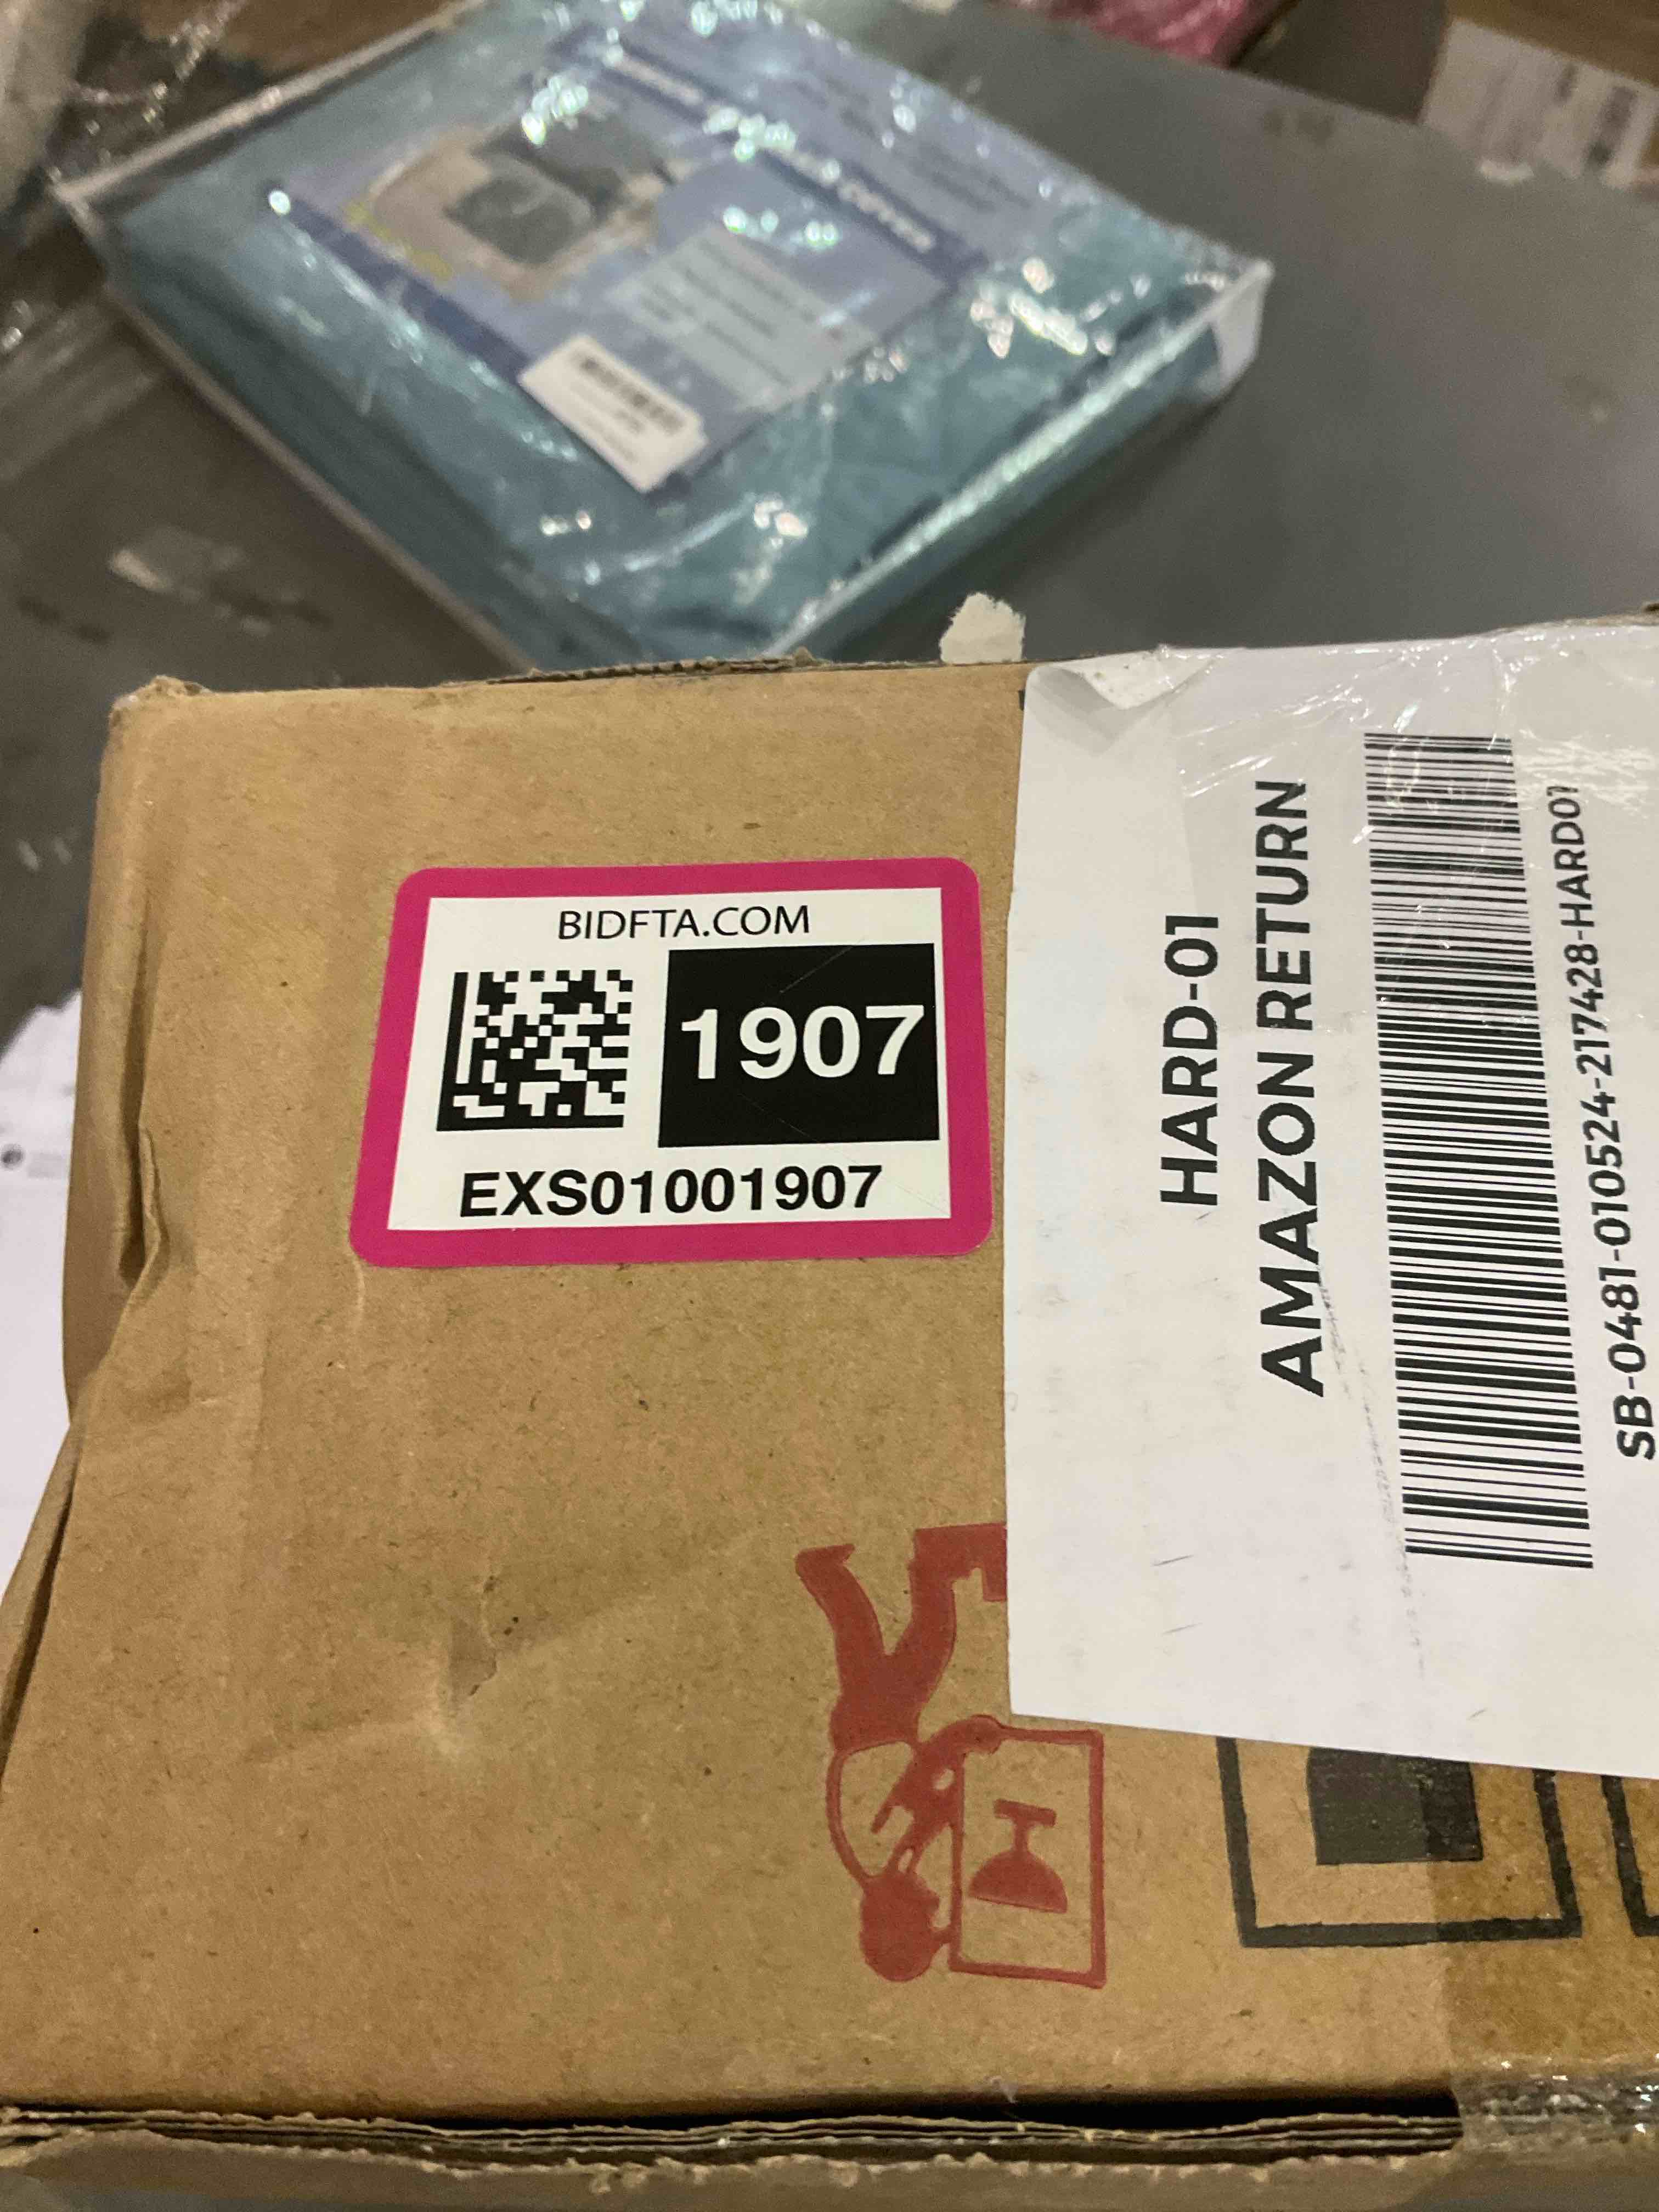 BIDFTA.COM
1907
EXS01001907
HARD-01
AMAZON RETURN
SB-0481-010524-217428-HARD01